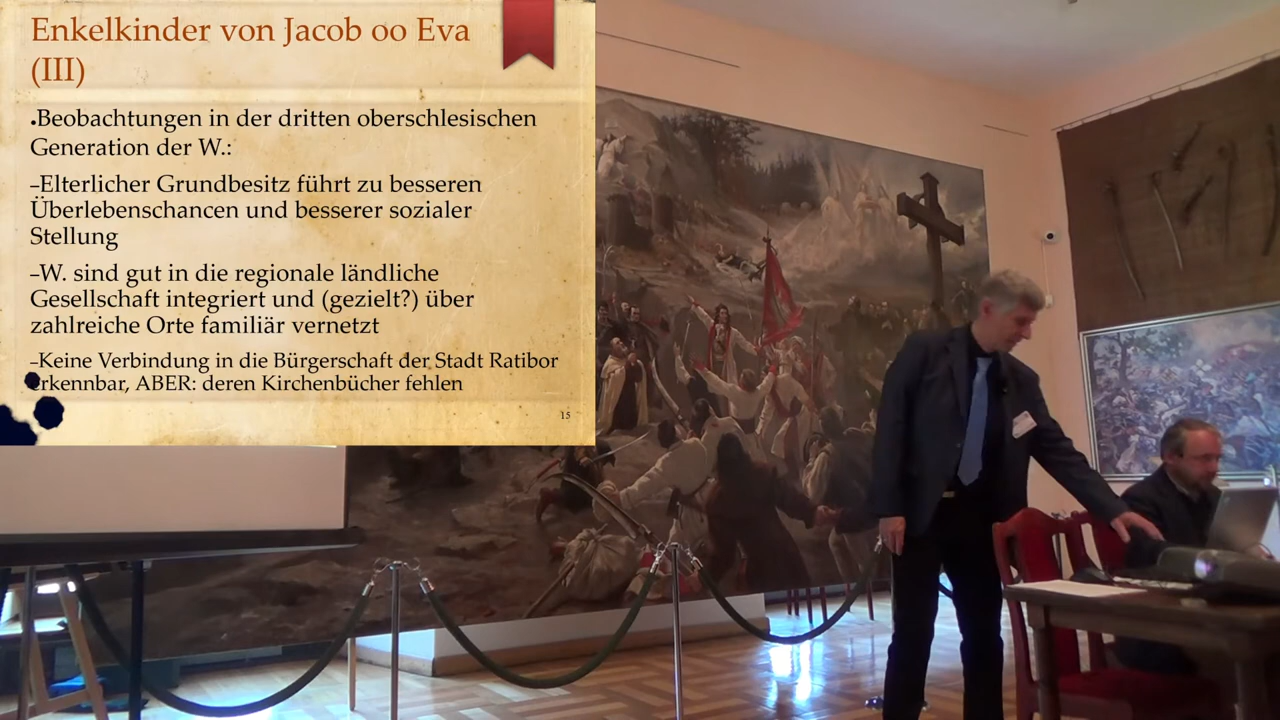 Enkelkinder von Jacob oo Eva
(III)
•Beobachtungen in der dritten oberschlesischen
Generation der W.:
–Elterlicher Grundbesitz führt zu besseren
Überlebenschancen und besserer sozialer
Stellung
–W. sind gut in die regionale ländliche
Gesellschaft integriert und (gezielt?) über
zahlreiche Orte familiär vernetzt
–Keine Verbindung in die Bürgerschaft der Stadt Ratibor
erkennbar, ABER: deren Kirchenbücher fehlen
15